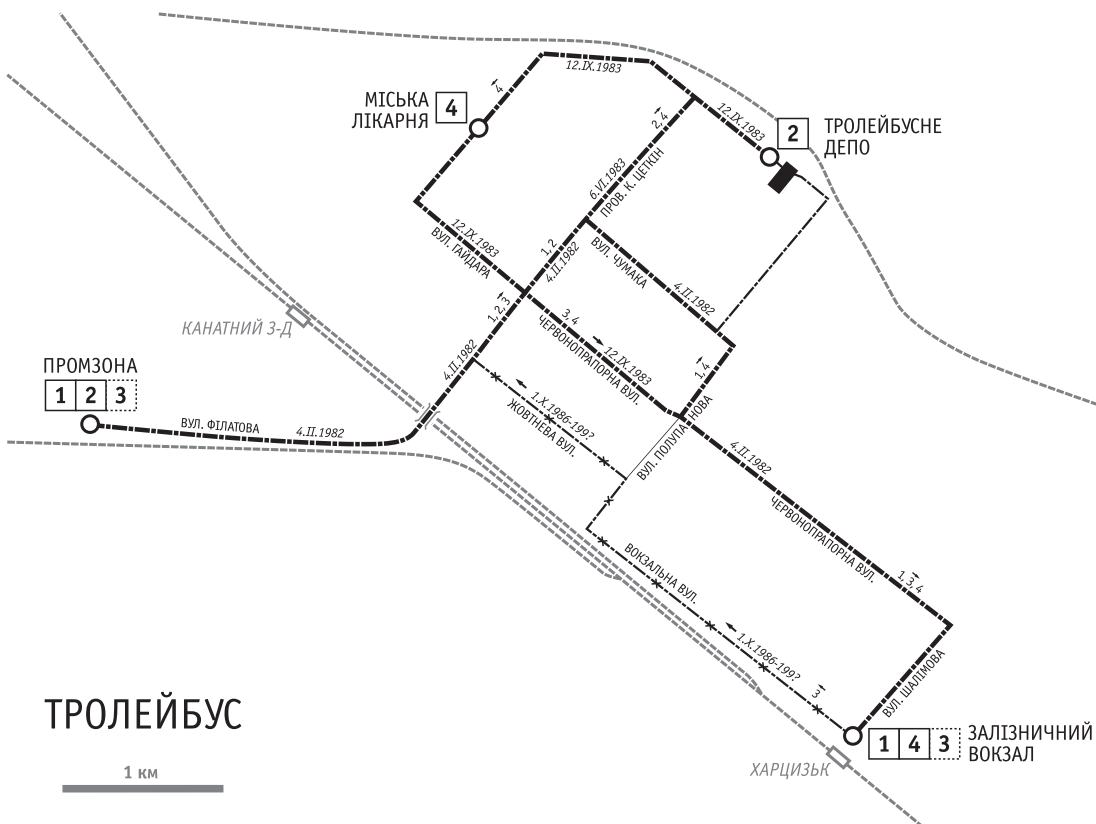 12.IX.1983
4
МІСЬКА
ЛІКАРНЯ
4
2, 4
12.IX.1983
2
ТРОЛЕЙБУСНЕ
ДЕПО
6.VI.1983
ПРОВ. К. ЦЕТКІН
12.IX.1983
ВУЛ. ГАЙДАРА
1, 2
4.II.1982
ВУЛ. ЧУМАКА
4.II.1982
1, 2, 3
КАНАТНИЙ З-Д
3, 4
ЧЕРВОНОПРАПОРНА ВУЛ.
12.IX.1983
4.II.1982
1, 4
ПРОМЗОНА
1 2 3
ВУЛ. ФІЛАТОВА
4.II.1982
1.X.1986-199?
ЖОВТНЕВА ВУЛ.
ВУЛ. ПОЛУПАНОВА
4.II.1982
ЧЕРВОНОПРАПОРНА ВУЛ.
1, 3, 4
ВОКЗАЛЬНА ВУЛ.
1.X.1986-199?
3
ВУЛ. ШАЛІМОВА
ТРОЛЕЙБУС
1 4 3
ЗАЛІЗНИЧНИЙ
ВОКЗАЛ
1 км
ХАРЦИЗЬК